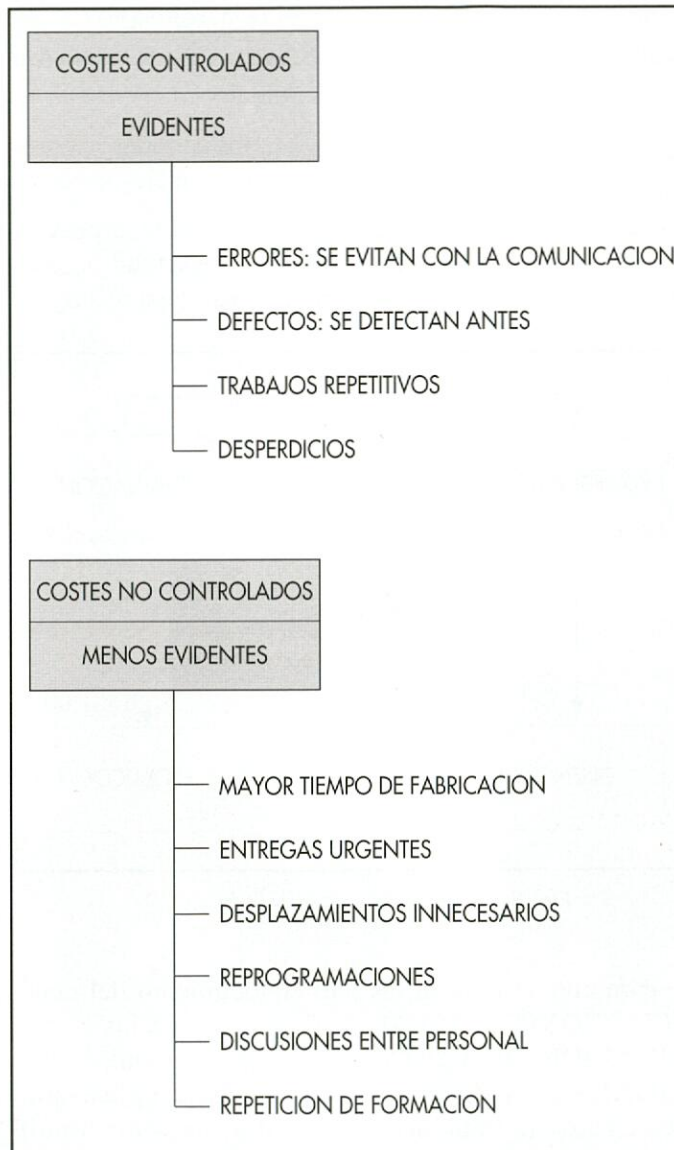 COSTES CONTROLADOS
EVIDENTES
ERRORES: SE EVITAN CON LA COMUNICACION
DEFECTOS: SE DETECTAN ANTES
TRABAJOS REPETITIVOS
DESPERDICIOS
COSTES NO CONTROLADOS
MENOS EVIDENTES
MAYOR TIEMPO DE FABRICACION
ENTREGAS URGENTES
DESPLAZAMIENTOS INNECESARIOS
REPROGRAMACIONES
DISCUSIONES ENTRE PERSONAL
REPETICION DE FORMACION